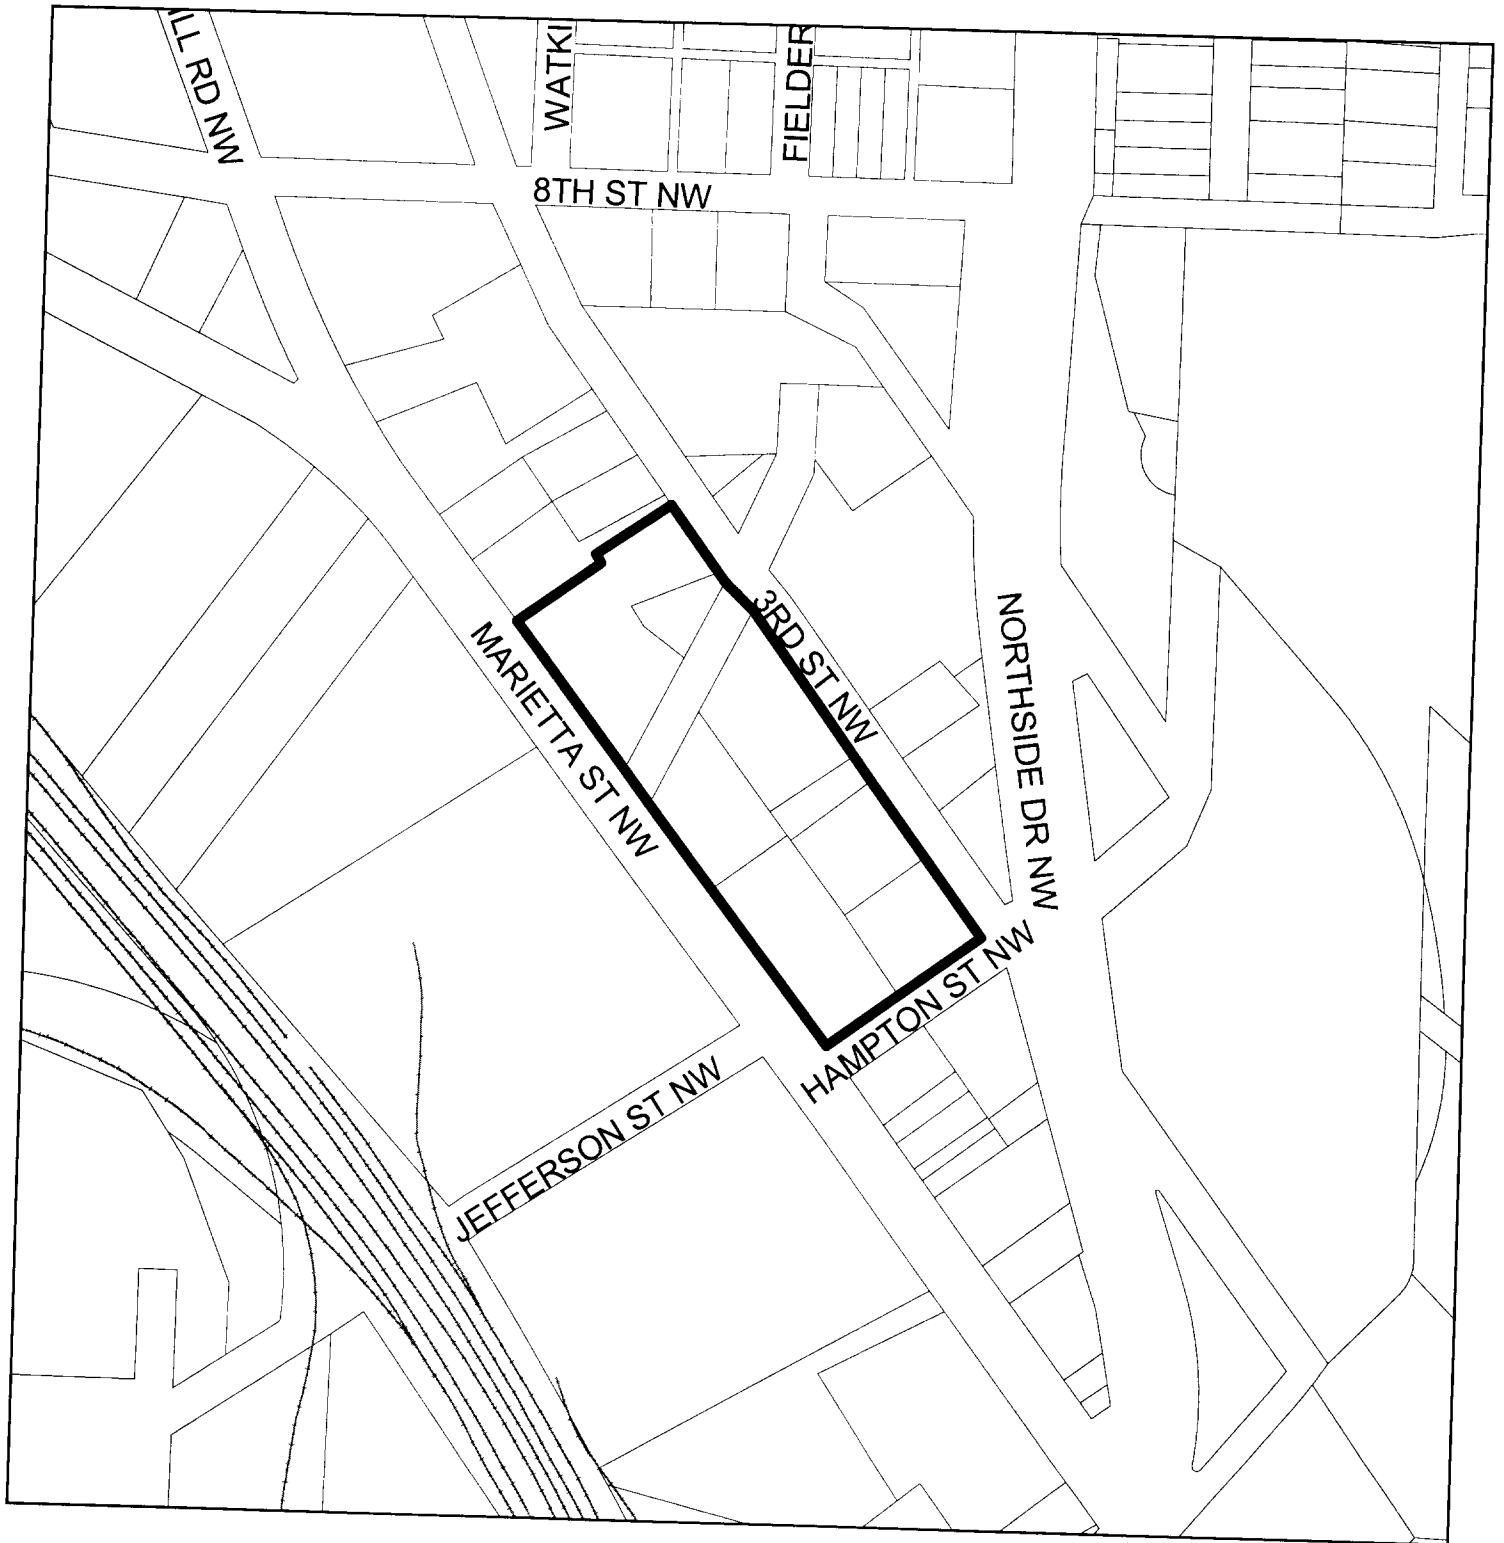 ILL RD NW
WATKI
FIELDER
8TH ST NW
3RD ST NW
NORTHSIDE DR NW
MARIETTA ST NW
HAMPTON ST NW
JEFFERSON ST NW